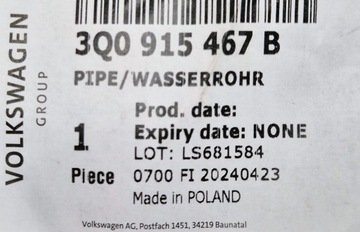 VOLKSWAGEN
GROUP
3Q0 915 467 B
PIPE/WASSERROHR
Prod. date:
1 Expiry date: NONE
LOT: LS681584
Piece 0700 FI 20240423
Made in POLAND
Volkswagen AG, Postfach 1451, 34219 Baunatal